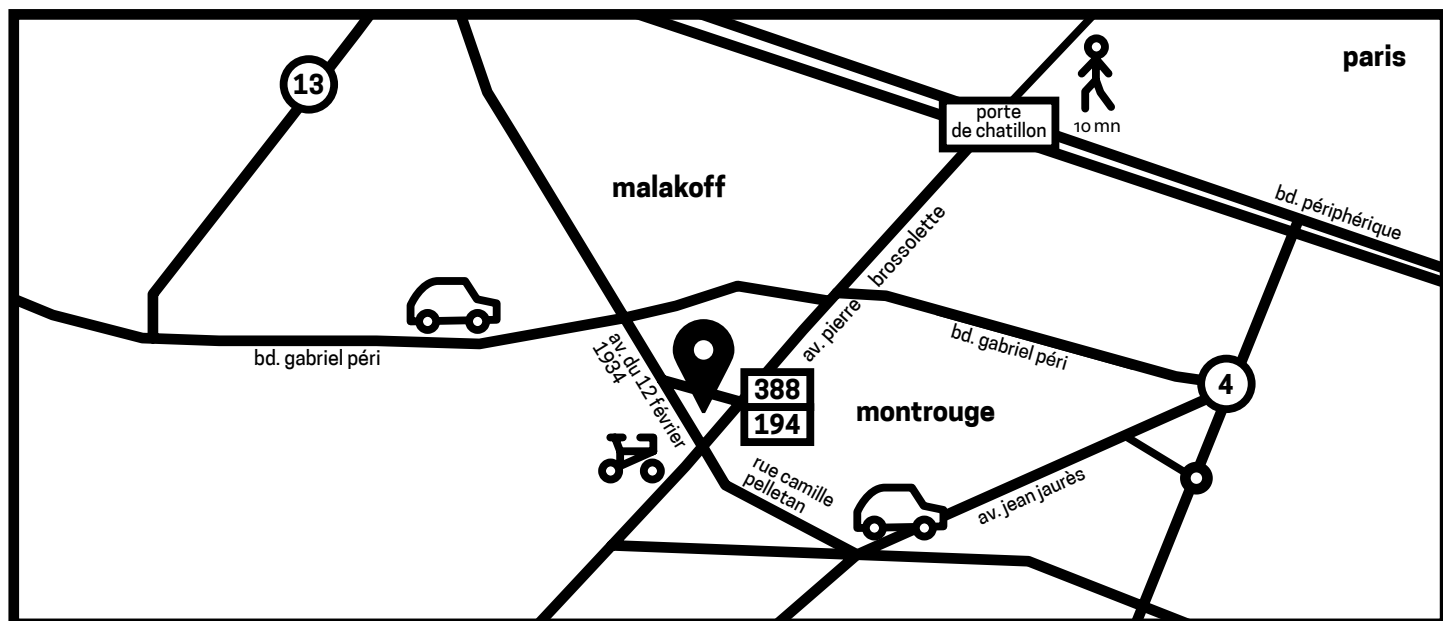 13
paris
porte
de chatillon
10 mn
malakoff
bd. périphérique
brossolette
av. pierre
bd. gabriel péri
bd. gabriel péri
av. du 12 février
1934
388
194
4
montrouge
rue camille
pelletan
av. jean jaurès